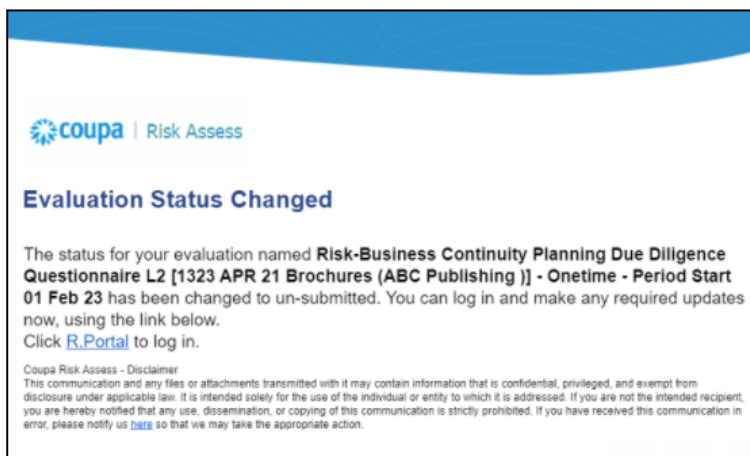 coupa | Risk Assess
Evaluation Status Changed
The status for your evaluation named Risk-Business Continuity Planning Due Diligence
Questionnaire L2 [1323 APR 21 Brochures (ABC Publishing )] - Onetime - Period Start
01 Feb 23 has been changed to un-submitted. You can log in and make any required updates
now, using the link below.
Click R.Portal to log in.
Coupa Risk Assess - Disclaimer
This communication and any files or attachments transmitted with it may contain information that is confidential, privileged, and exempt from
disclosure under applicable law. It is intended solely for the use of the individual or entity to which it is addressed. If you are not the intended recipient,
you are hereby notified that any use, dissemination, or copying of this communication is strictly prohibited. If you have received this communication in
error, please notify us here so that we may take the appropriate action.